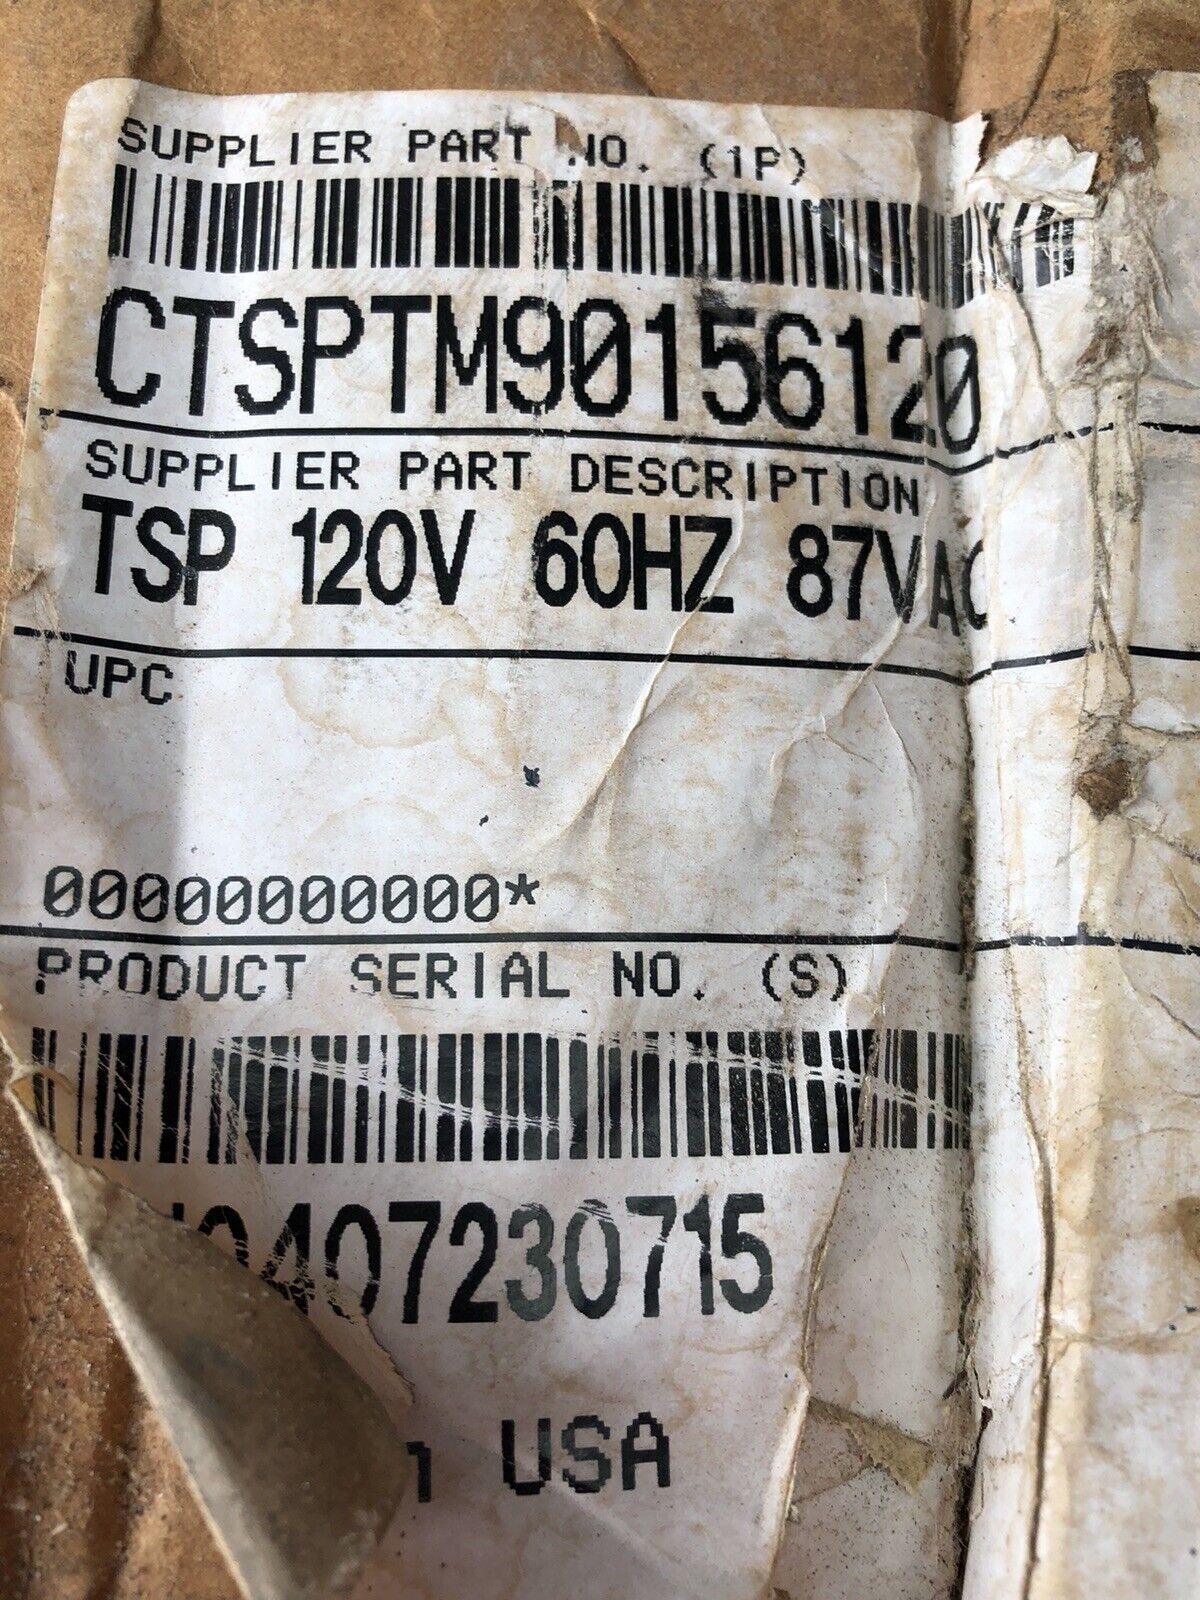 SUPPLIER PART NO. (1P)
CTSPTM90156120
SUPPLIER PART DESCRIPTION
TSP 120V 60HZ 87VAC
UPC
00000000000*
PRODUCT SERIAL NO. (S)
0407230715
1 USA